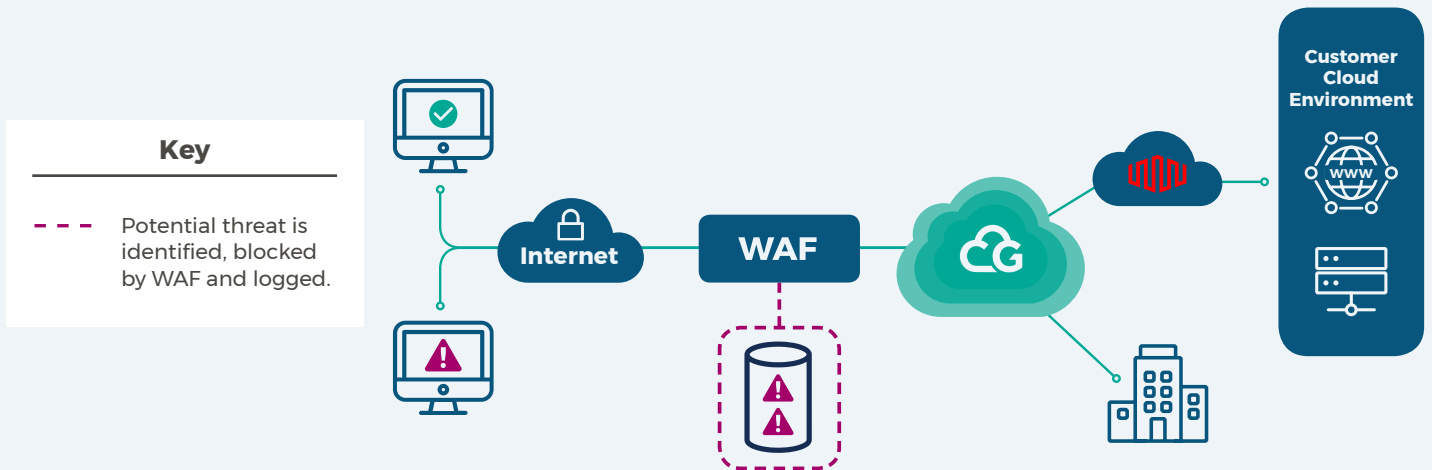 Key
Potential threat is
identified, blocked
by WAF and logged.
Internet
WAF
G
Customer
Cloud
Environment
WWW